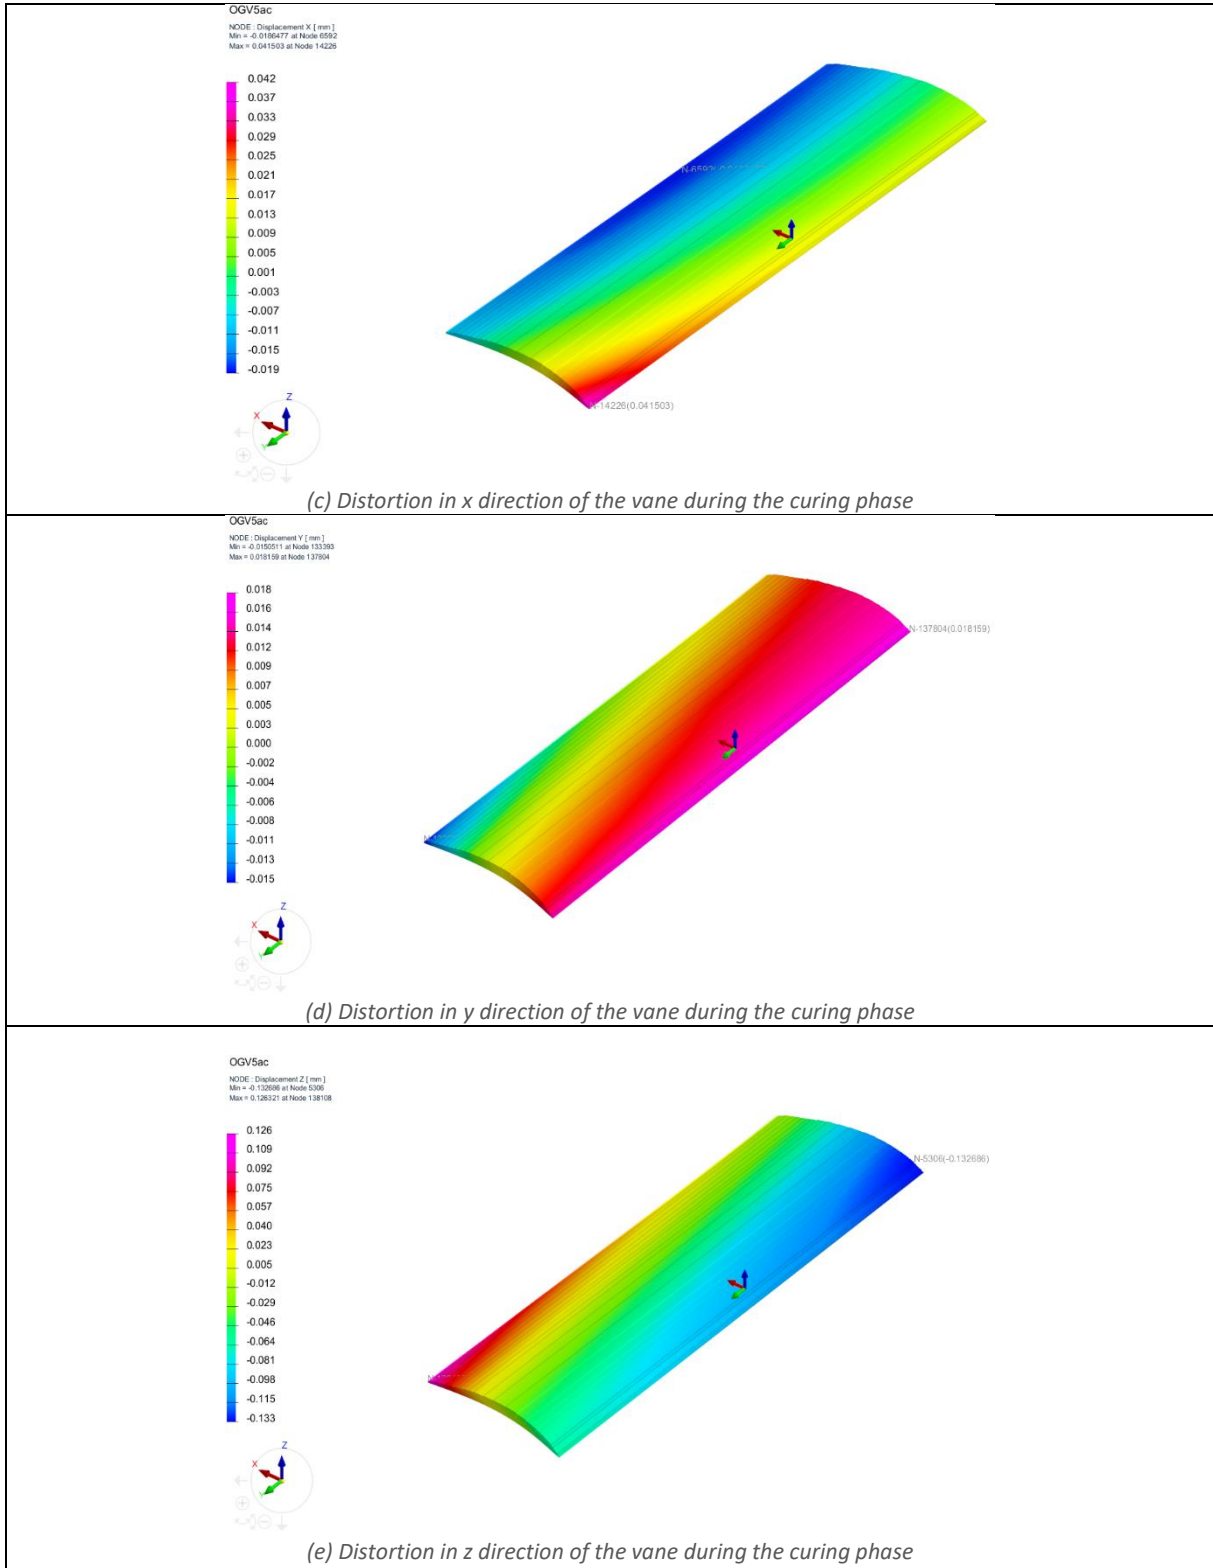 OGV5ac
NODE : Displacement X [ mm ]
Min = -0.0186477 at Node 6592
Max = 0.041503 at Node 14226
0.042
0.037
0.033
0.029
0.025
0.021
0.017
0.013
0.009
0.005
0.001
-0.003
-0.007
-0.011
-0.015
-0.019
N-14226(0.041503)
X
Z
Y
(c) Distortion in x direction of the vane during the curing phase
OGV5ac
NODE : Displacement Y [ mm ]
Min = -0.0150511 at Node 133393
Max = 0.018159 at Node 137804
0.018
0.016
0.014
0.012
0.009
0.007
0.005
0.003
0.000
-0.002
-0.004
-0.006
-0.008
-0.011
-0.013
-0.015
N-137804(0.018159)
X
Z
Y
(d) Distortion in y direction of the vane during the curing phase
OGV5ac
NODE : Displacement Z [ mm ]
Min = -0.132686 at Node 5306
Max = 0.126321 at Node 138108
0.126
0.109
0.092
0.075
0.057
0.040
0.023
0.005
-0.012
-0.029
-0.046
-0.064
-0.081
-0.098
-0.115
-0.133
N-5306(-0.132686)
X
Z
Y
(e) Distortion in z direction of the vane during the curing phase